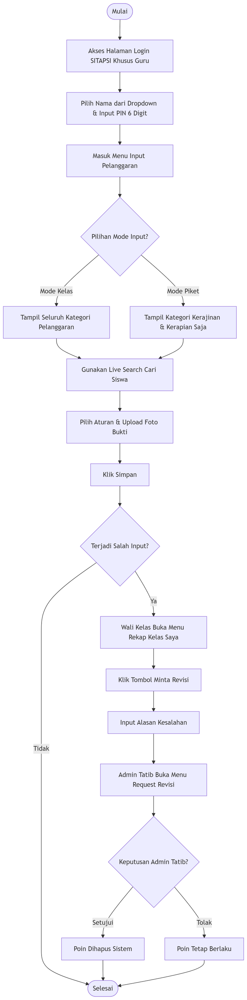 Mulai
Akses Halaman Login
SITAPSI Khusus Guru
Pilih Nama dari Dropdown
& Input PIN 6 Digit
Masuk Menu Input
Pelanggaran
Pilihan Mode Input?
Mode Kelas
Mode Piket
Tampil Seluruh Kategori
Pelanggaran
Tampil Kategori Kerajinan
& Kerapian Saja
Gunakan Live Search Cari
Siswa
Pilih Aturan & Upload Foto
Bukti
Klik Simpan
Terjadi Salah Input?
Ya
Wali Kelas Buka Menu
Rekap Kelas Saya
Klik Tombol Minta Revisi
Input Alasan Kesalahan
Tidak
Admin Tatib Buka Menu
Request Revisi
Keputusan Admin Tatib?
Setujui
Tolak
Poin Dihapus Sistem
Poin Tetap Berlaku
Selesai